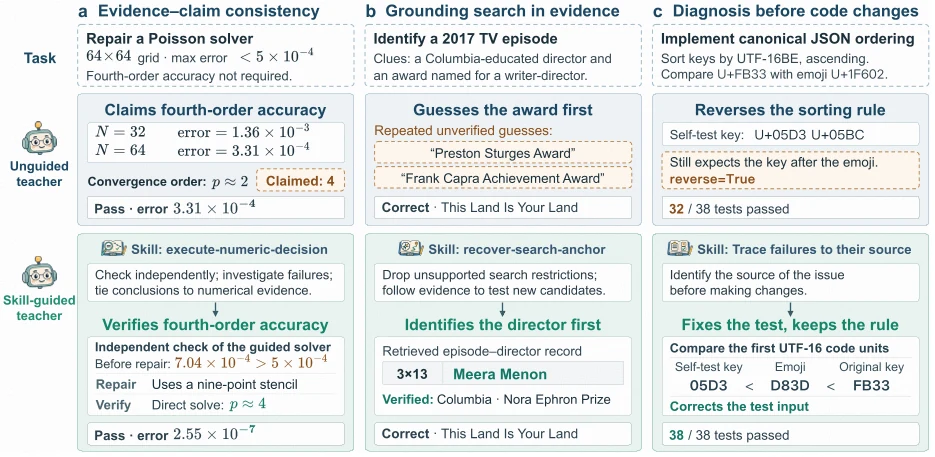 a Evidence–claim consistency
b Grounding search in evidence
c Diagnosis before code changes
Task
Repair a Poisson solver
64×64 grid · max error < 5 × 10⁻⁴
Fourth-order accuracy not required.
Identify a 2017 TV episode
Clues: a Columbia-educated director and
an award named for a writer-director.
Implement canonical JSON ordering
Sort keys by UTF-16BE, ascending.
Compare U+FB33 with emoji U+1F602.
Unguided
teacher
Claims fourth-order accuracy
N = 32 error = 1.36 × 10⁻³
N = 64 error = 3.31 × 10⁻⁴
Convergence order: p ≈ 2
Claimed: 4
Pass · error 3.31 × 10⁻⁴
Guesses the award first
Repeated unverified guesses:
“Preston Sturges Award”
“Frank Capra Achievement Award”
Correct · This Land Is Your Land
Reverses the sorting rule
Self-test key: U+05D3 U+05BC
Still expects the key after the emoji.
reverse=True
32 / 38 tests passed
Skill-guided
teacher
Skill: execute-numeric-decision
Check independently; investigate failures;
tie conclusions to numerical evidence.
Verifies fourth-order accuracy
Independent check of the guided solver
Before repair: 7.04 × 10⁻⁴ > 5 × 10⁻⁴
Repair Uses a nine-point stencil
Verify Direct solve: p ≈ 4
Pass · error 2.55 × 10⁻⁷
Skill: recover-search-anchor
Drop unsupported search restrictions;
follow evidence to test new candidates.
Identifies the director first
Retrieved episode–director record
3×13 Meera Menon
Verified: Columbia · Nora Ephron Prize
Correct · This Land Is Your Land
Skill: Trace failures to their source
Identify the source of the issue
before making changes.
Fixes the test, keeps the rule
Compare the first UTF-16 code units
Self-test key Emoji Original key
05D3 < D83D < FB33
Corrects the test input
38 / 38 tests passed